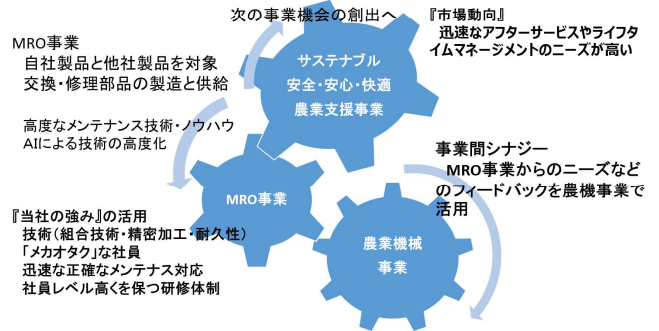 次の事業機会の創出へ
『市場動向』
迅速なアフターサービスやライフタ
イムマネージメントのニーズが高い
MRO事業
自社製品と他社製品を対象
交換・修理部品の製造と供給
サステナブル
安全・安心・快適
農業支援事業
高度なメンテナンス技術・ノウハウ
AIによる技術の高度化
事業間シナジー
MRO事業からのニーズなど
のフィードバックを農機事業で
活用
MRO事業
『当社の強み』の活用
技術（組合技術・精密加工・耐久性）
「メカオタク」な社員
迅速な正確なメンテナス対応
社員レベル高くを保つ研修体制
農業機械
事業